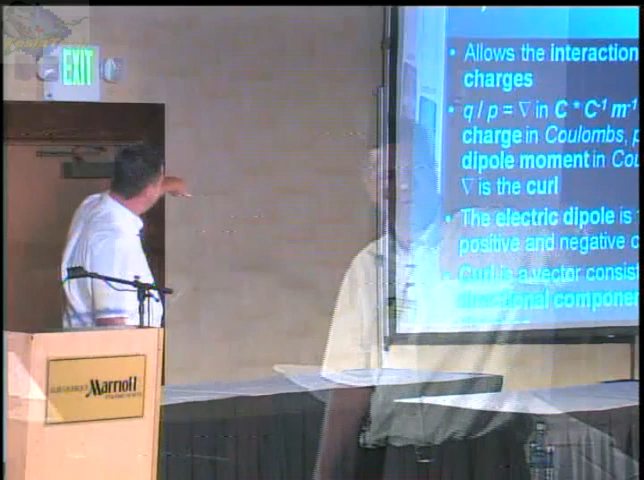 EXIT
• Allows the interaction
charges
• q / p = ∇ in C * C⁻¹ m⁻¹
charge in Coulombs, p
dipole moment in Cou
∇ is the curl
• The electric dipole is
positive and negative c
• Curl is a vector consist
directional componen
Marriott